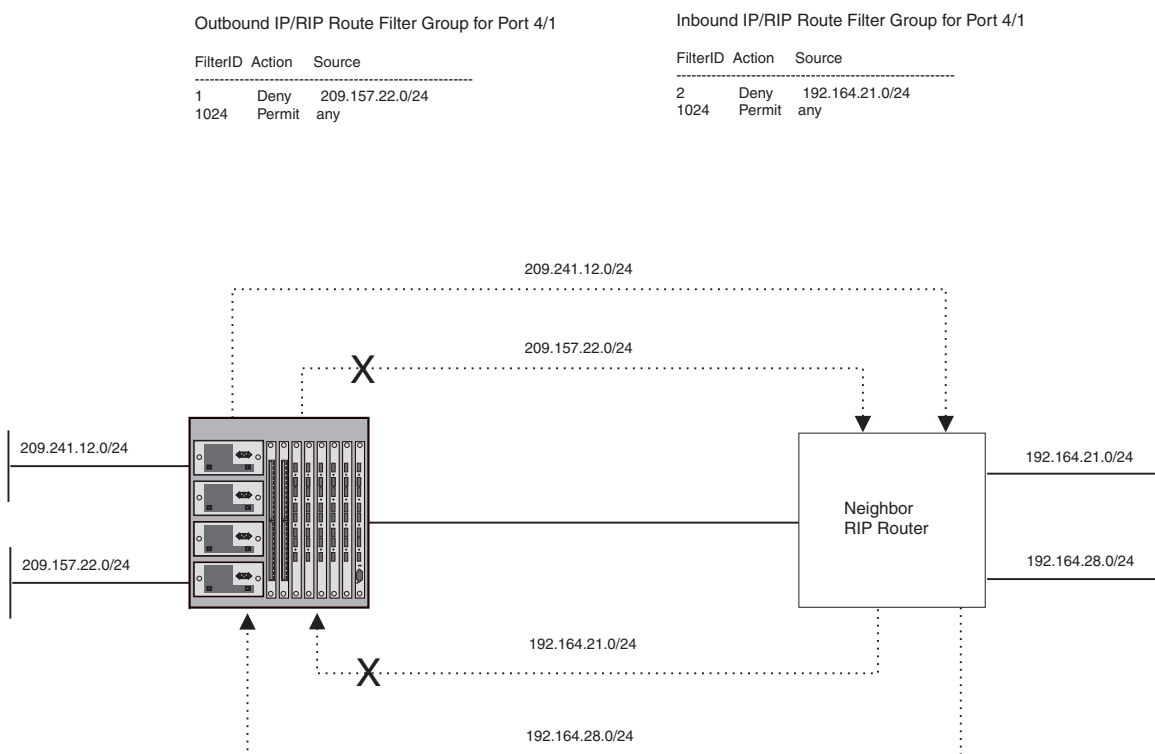 Outbound IP/RIP Route Filter Group for Port 4/1
FilterID Action Source
-------------------------------------------------------
1 Deny 209.157.22.0/24
1024 Permit any
Inbound IP/RIP Route Filter Group for Port 4/1
FilterID Action Source
-------------------------------------------------------
2 Deny 192.164.21.0/24
1024 Permit any
209.241.12.0/24
209.157.22.0/24
X
209.241.12.0/24
209.157.22.0/24
Neighbor
RIP Router
192.164.21.0/24
192.164.28.0/24
192.164.21.0/24
X
192.164.28.0/24